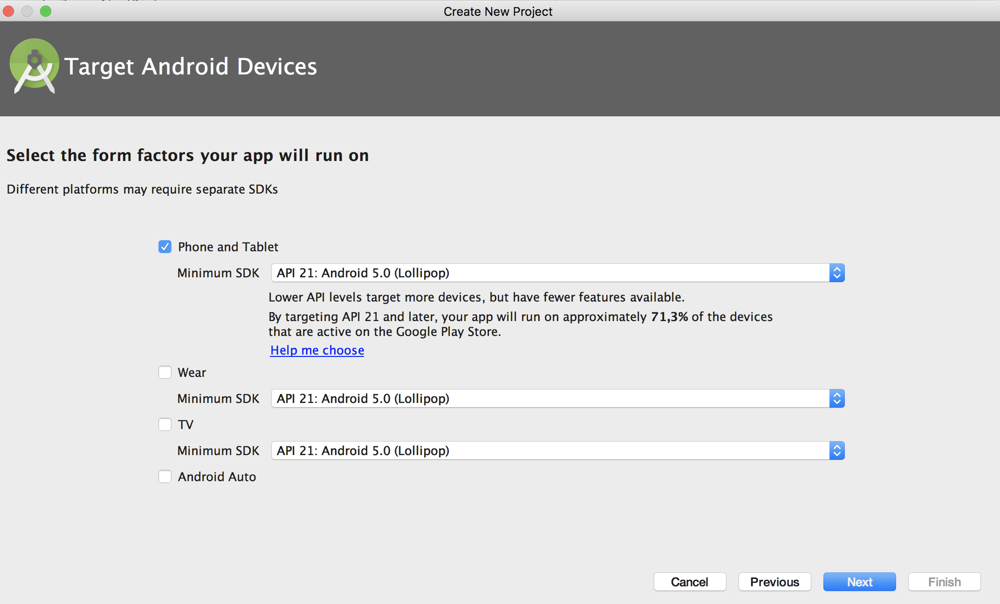 Create New Project
Target Android Devices
Select the form factors your app will run on
Different platforms may require separate SDKs
Phone and Tablet
Minimum SDK API 21: Android 5.0 (Lollipop)
Lower API levels target more devices, but have fewer features available.
By targeting API 21 and later, your app will run on approximately 71,3% of the devices
that are active on the Google Play Store.
Help me choose
Wear
Minimum SDK API 21: Android 5.0 (Lollipop)
TV
Minimum SDK API 21: Android 5.0 (Lollipop)
Android Auto
Cancel Previous Next Finish